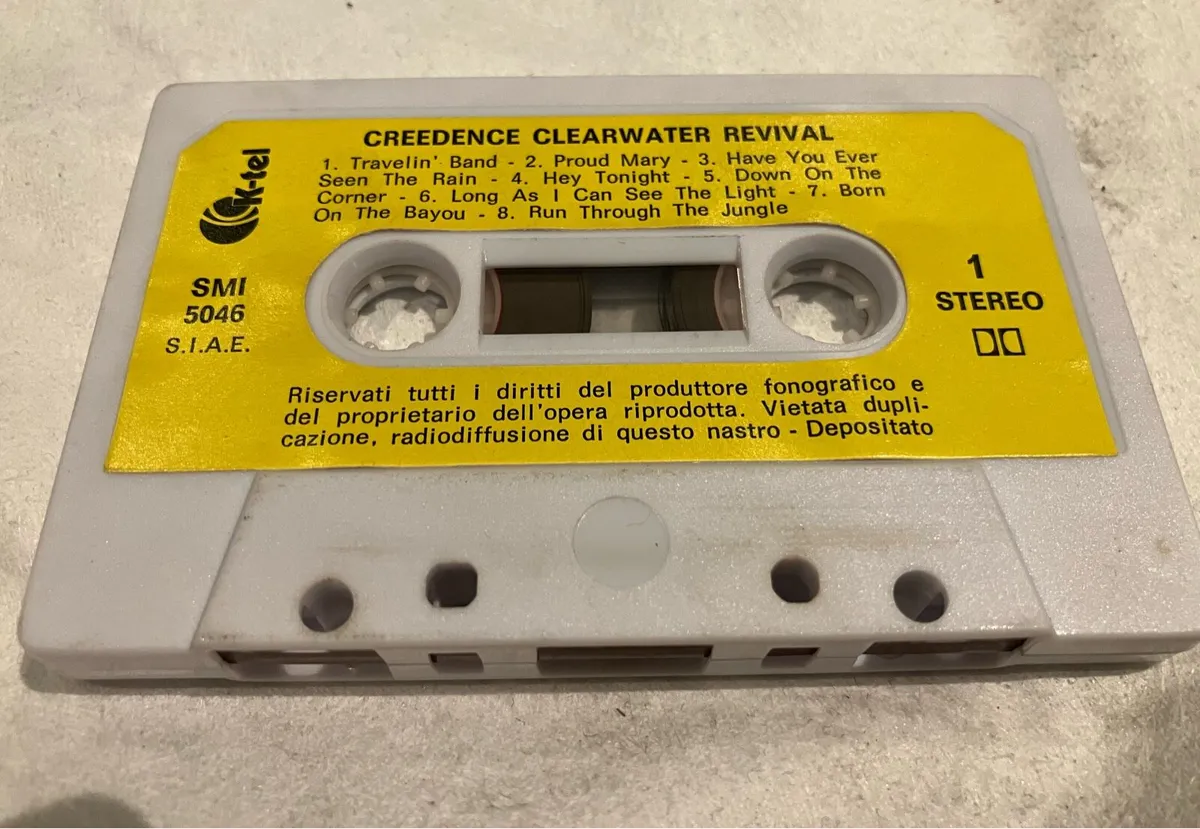 CREEDENCE CLEARWATER REVIVAL
1. Travelin' Band - 2. Proud Mary - 3. Have You Ever
Seen The Rain - 4. Hey Tonight - 5. Down On The
Corner - 6. Long As I Can See The Light - 7. Born
On The Bayou - 8. Run Through The Jungle
K-tel
SMI
5046
S.I.A.E.
1
STEREO
Riservati tutti i diritti del produttore fonografico e
del proprietario dell'opera riprodotta. Vietata dupli-
cazione, radiodiffusione di questo nastro - Depositato